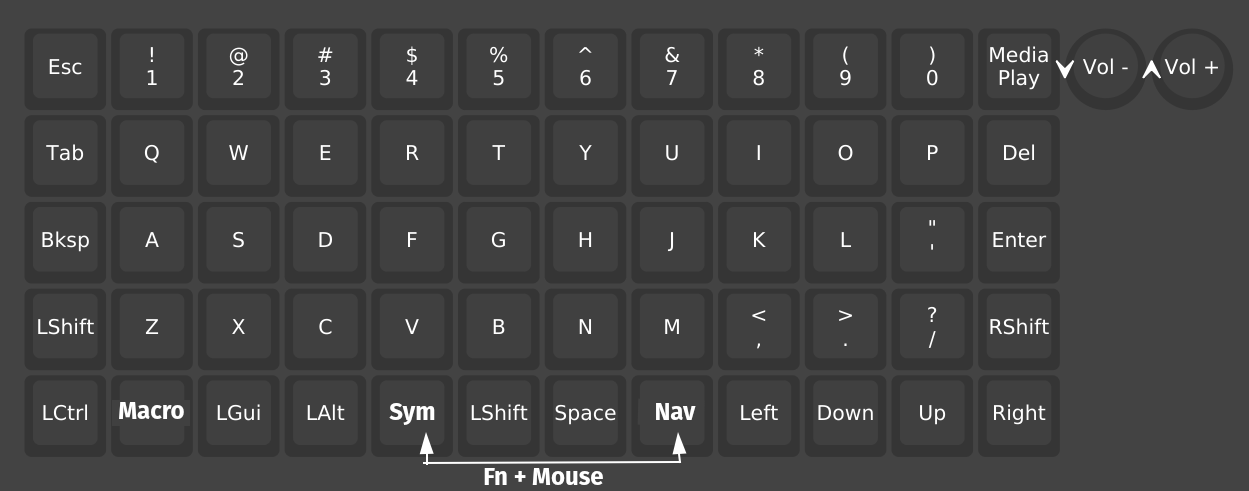 Esc ! 1 @ 2 # 3 $ 4 % 5 ^ 6 & 7 * 8 ( 9 ) 0 Media Play Vol - Vol +
Tab Q W E R T Y U I O P Del
Bksp A S D F G H J K L " ' Enter
LShift Z X C V B N M < , > . ? / RShift
LCtrl Macro LGui LAlt Sym LShift Space Nav Left Down Up Right
Fn + Mouse